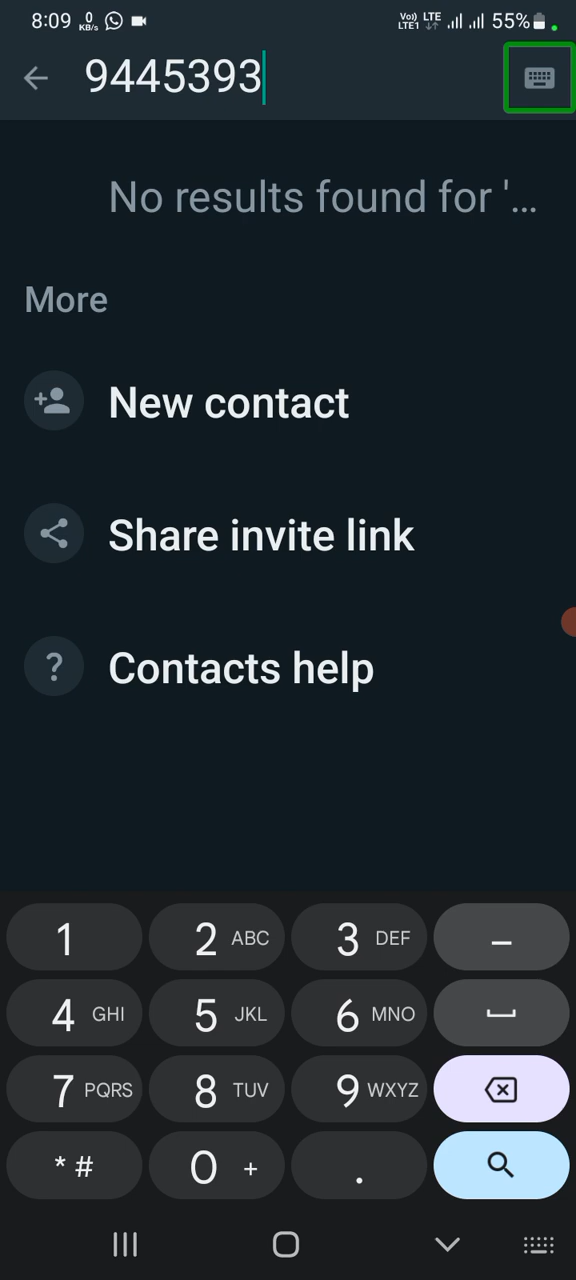 8:09 0 KB/s Vo) LTE1 LTE 55%
9445393
No results found for '...
More
New contact
Share invite link
? Contacts help
1 2 ABC 3 DEF –
4 GHI 5 JKL 6 MNO
7 PQRS 8 TUV 9 WXYZ
* # 0 + .